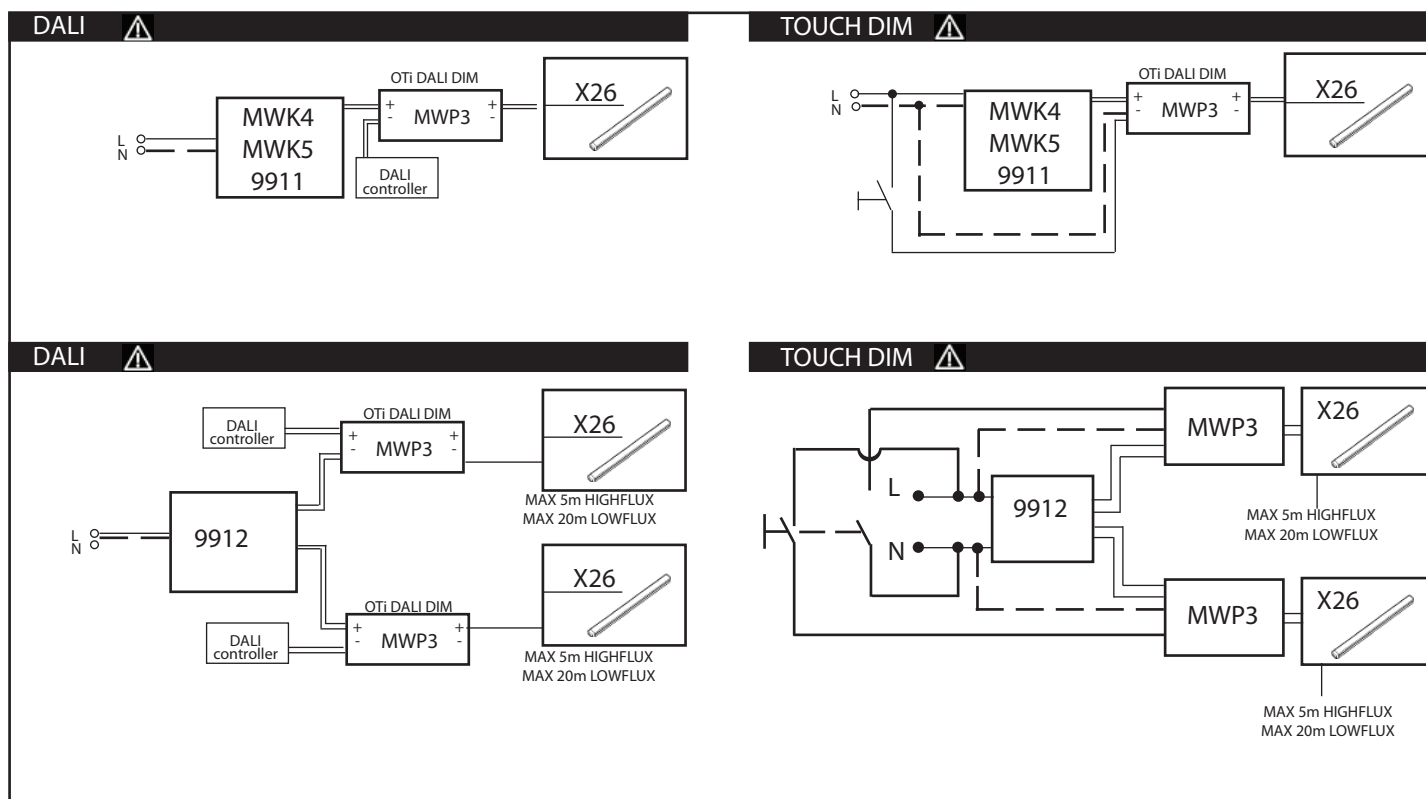 DALI
OTi DALI DIM
X26
MWK4
MWK5
9911
+ +
- -
MWP3
L
N
DALI
controller
TOUCH DIM
OTi DALI DIM
X26
L
N
MWK4
MWK5
9911
+ +
- -
MWP3
DALI
DALI
controller
OTi DALI DIM
+ +
- -
MWP3
X26
MAX 5m HIGHFLUX
MAX 20m LOWFLUX
L
N
9912
X26
OTi DALI DIM
+ +
- -
MWP3
DALI
controller
MAX 5m HIGHFLUX
MAX 20m LOWFLUX
TOUCH DIM
MWP3
X26
L
9912
N
MAX 5m HIGHFLUX
MAX 20m LOWFLUX
MWP3
X26
MAX 5m HIGHFLUX
MAX 20m LOWFLUX